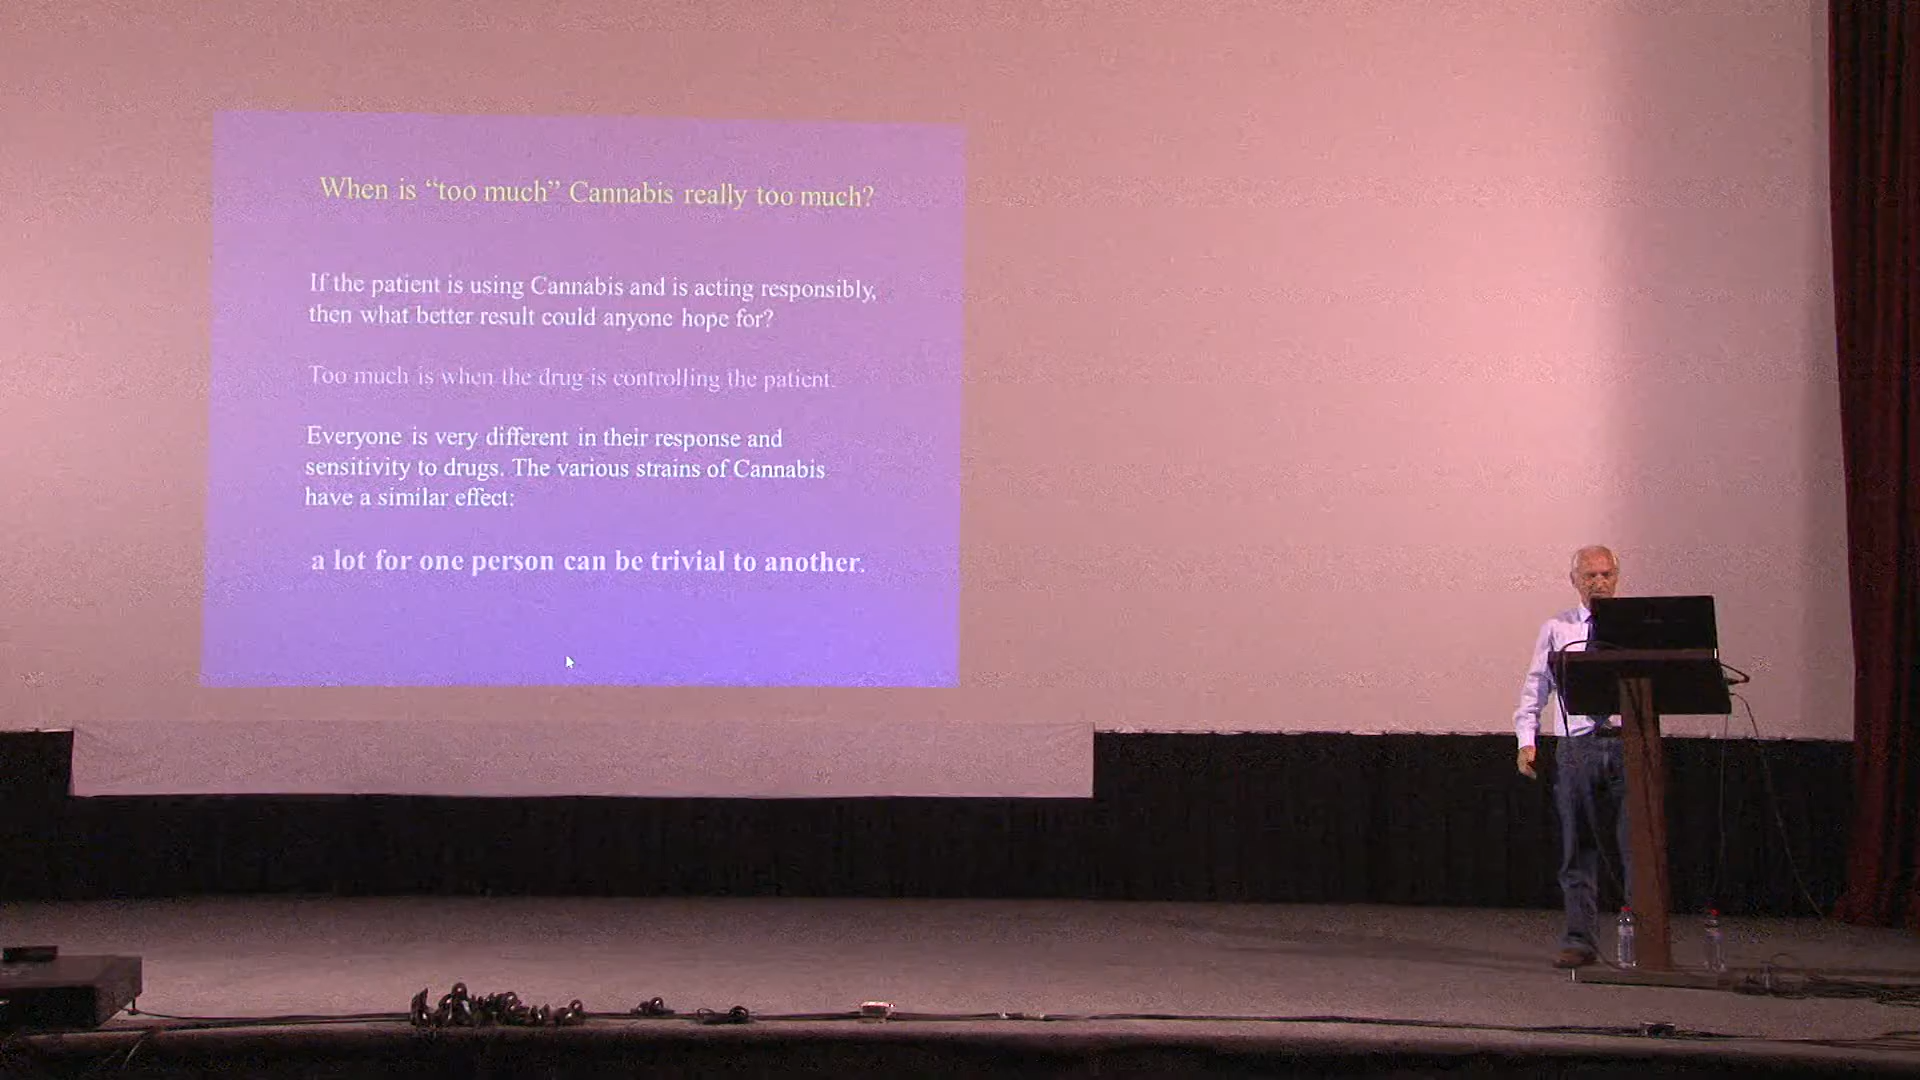 When is “too much” Cannabis really too much?
If the patient is using Cannabis and is acting responsibly,
then what better result could anyone hope for?
Too much is when the drug is controlling the patient.
Everyone is very different in their response and
sensitivity to drugs. The various strains of Cannabis
have a similar effect:
a lot for one person can be trivial to another.